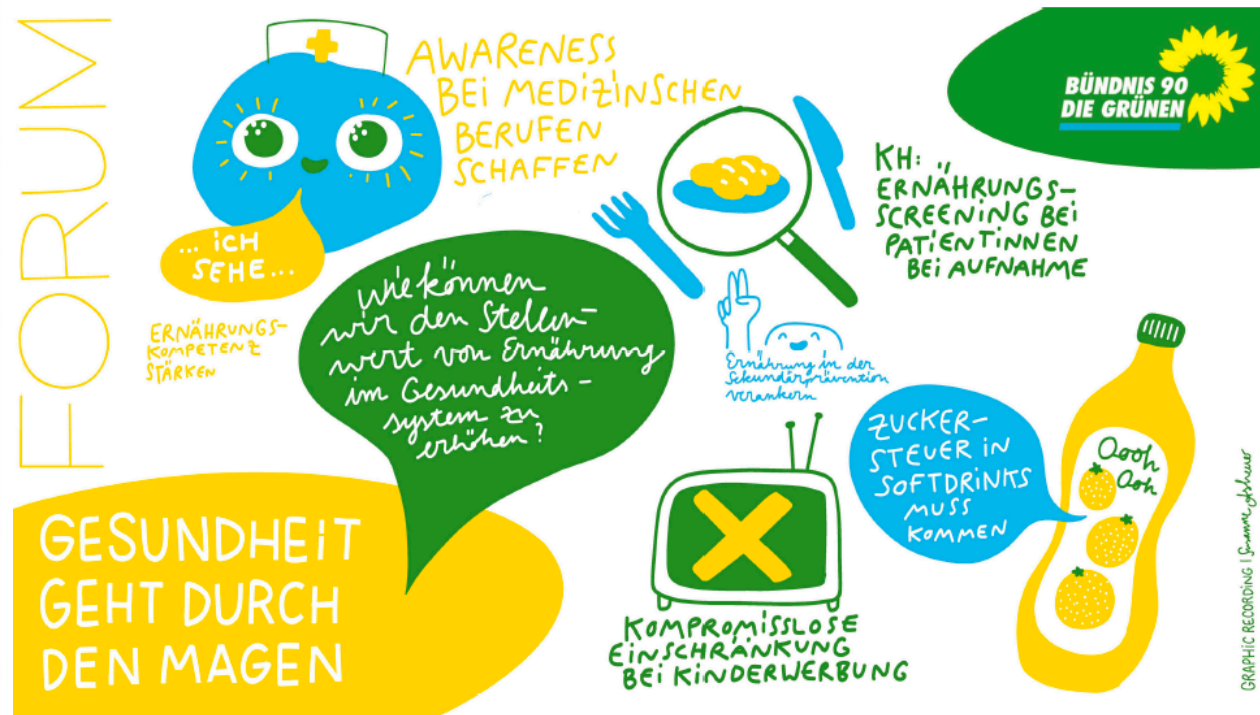 FORUM
AWARENESS
BEI MEDIZINSCHEN
BERUFEN
SCHAFFEN
... ICH
SEHE...
ERNÄHRUNGS-
KOMPETENZ
STÄRKEN
Wie können
wir den Stellen-
wert von Ernährung
im Gesundheits-
system zu
erhöhen?
GESUNDHEIT
GEHT DURCH
DEN MAGEN
BÜNDNIS 90
DIE GRÜNEN
KH:
ERNÄHRUNGS-
SCREENING BEI
PATIENTINNEN
BEI AUFNAHME
Ernährung in der
Sekundärprävention
verankern
ZUCKER-
STEUER IN
SOFTDRINKS
MUSS
KOMMEN
Oooh
Ooh
KOMPROMISSLOSE
EINSCHRÄNKUNG
BEI KINDERWERBUNG
GRAPHIC RECORDING | Susanne